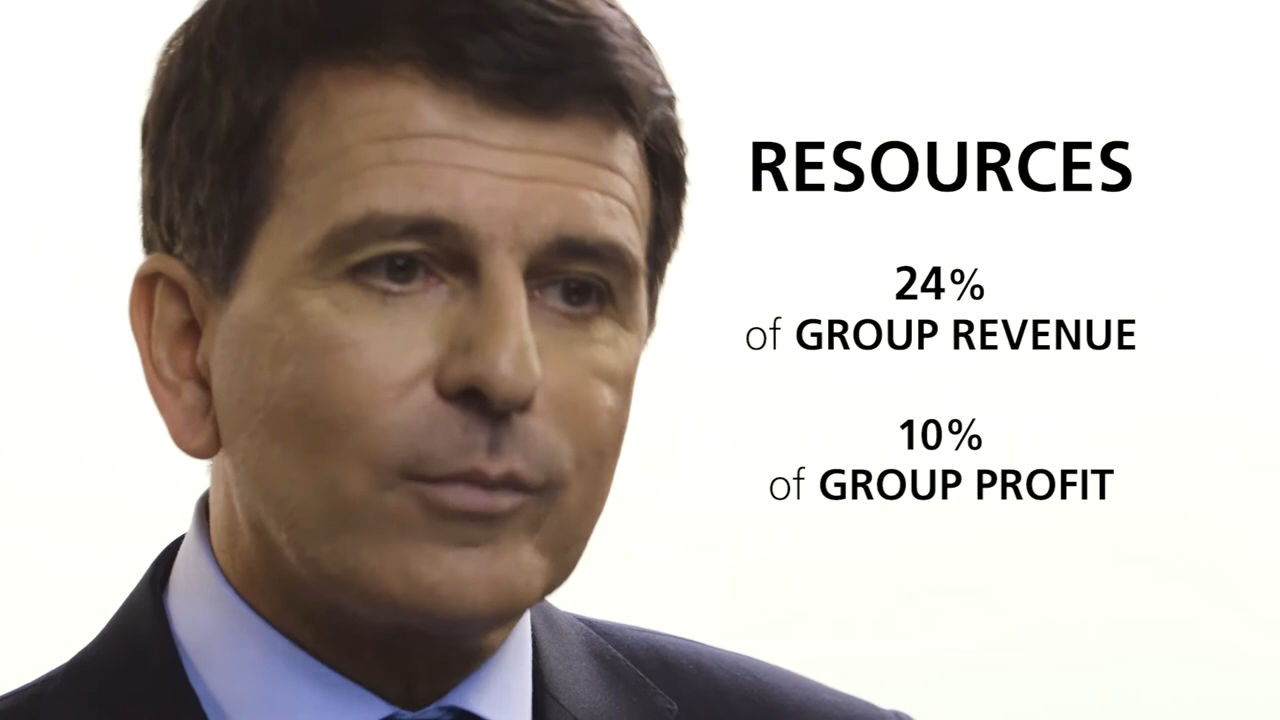 RESOURCES
24%
of GROUP REVENUE
10%
of GROUP PROFIT